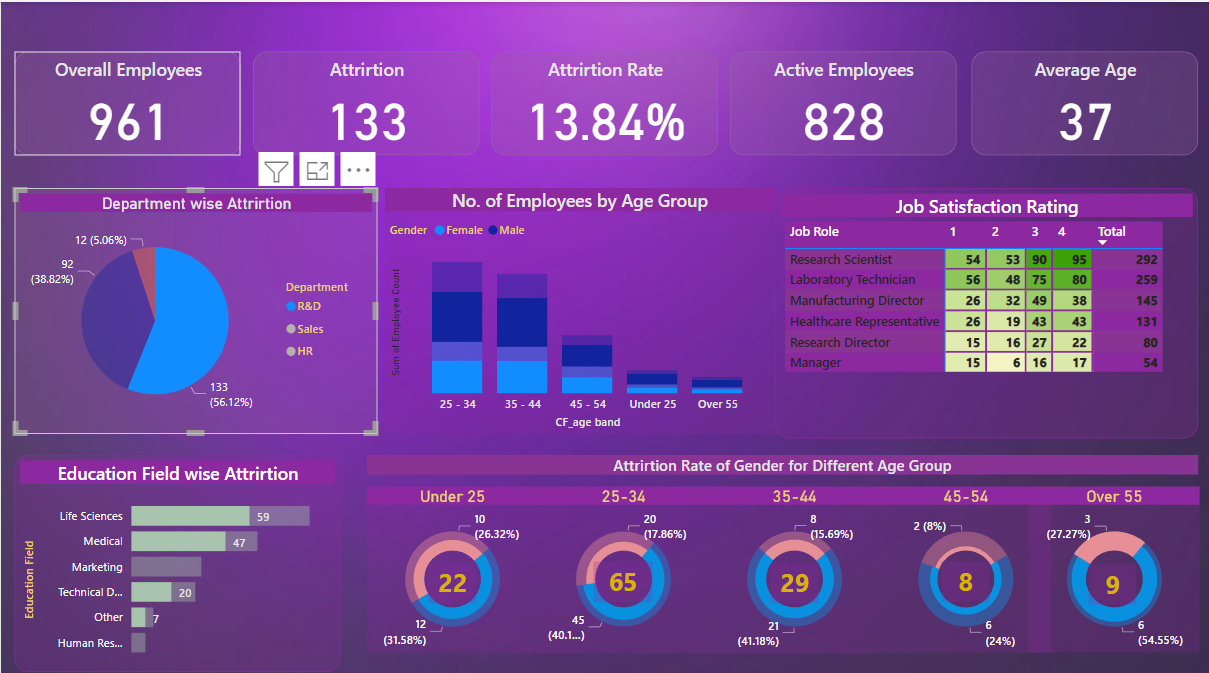 Overall Employees
961
Attrirtion
133
Attrirtion Rate
13.84%
Active Employees
828
Average Age
37
Department wise Attrirtion
12 (5.06%)
92
(38.82%)
133
(56.12%)
Department
R&D
Sales
HR
No. of Employees by Age Group
Gender Female Male
Sum of Employee Count
25 - 34 35 - 44 45 - 54 Under 25 Over 55
CF_age band
Job Satisfaction Rating
Job Role 1 2 3 4 Total
Research Scientist 54 53 90 95 292
Laboratory Technician 56 48 75 80 259
Manufacturing Director 26 32 49 38 145
Healthcare Representative 26 19 43 43 131
Research Director 15 16 27 22 80
Manager 15 6 16 17 54
Education Field wise Attrirtion
Education Field
Life Sciences 59
Medical 47
Marketing
Technical D... 20
Other 7
Human Res...
Attrirtion Rate of Gender for Different Age Group
Under 25
10
(26.32%)
22
12
(31.58%)
25-34
20
(17.86%)
65
45
(40.1...)
35-44
8
(15.69%)
29
21
(41.18%)
45-54
2 (8%)
8
6
(24%)
Over 55
3
(27.27%)
9
6
(54.55%)